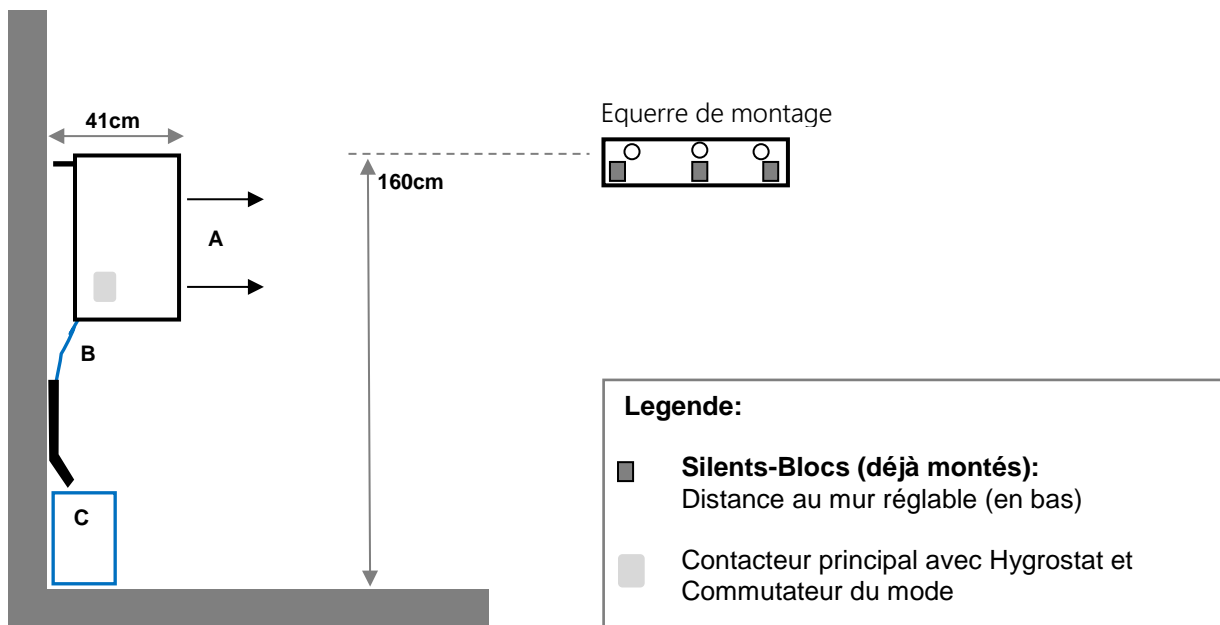 41cm
Equerre de montage
160cm
A
B
C
Legende:
Silents-Blocs (déjà montés):
Distance au mur réglable (en bas)
Contacteur principal avec Hygrostat et
Commutateur du mode